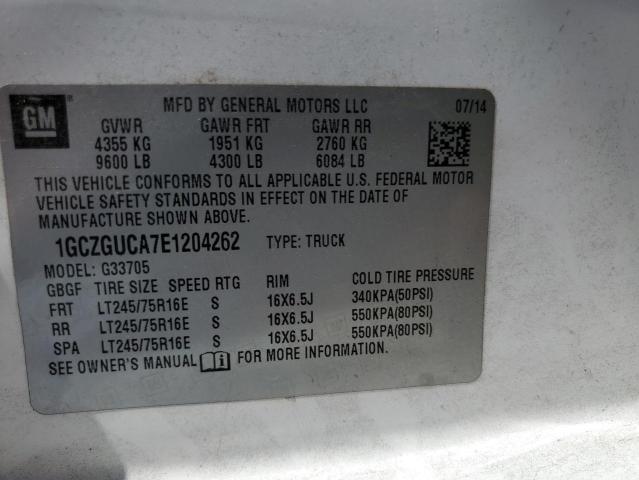 GM
MFD BY GENERAL MOTORS LLC 07/14
GVWR GAWR FRT GAWR RR
4355 KG 1951 KG 2760 KG
9600 LB 4300 LB 6084 LB
THIS VEHICLE CONFORMS TO ALL APPLICABLE U.S. FEDERAL MOTOR
VEHICLE SAFETY STANDARDS IN EFFECT ON THE DATE OF
MANUFACTURE SHOWN ABOVE.
1GCZGUCA7E1204262 TYPE: TRUCK
MODEL: G33705
GBGF TIRE SIZE SPEED RTG RIM COLD TIRE PRESSURE
FRT LT245/75R16E S 16X6.5J 340KPA(50PSI)
RR LT245/75R16E S 16X6.5J 550KPA(80PSI)
SPA LT245/75R16E S 16X6.5J 550KPA(80PSI)
SEE OWNER'S MANUAL FOR MORE INFORMATION.